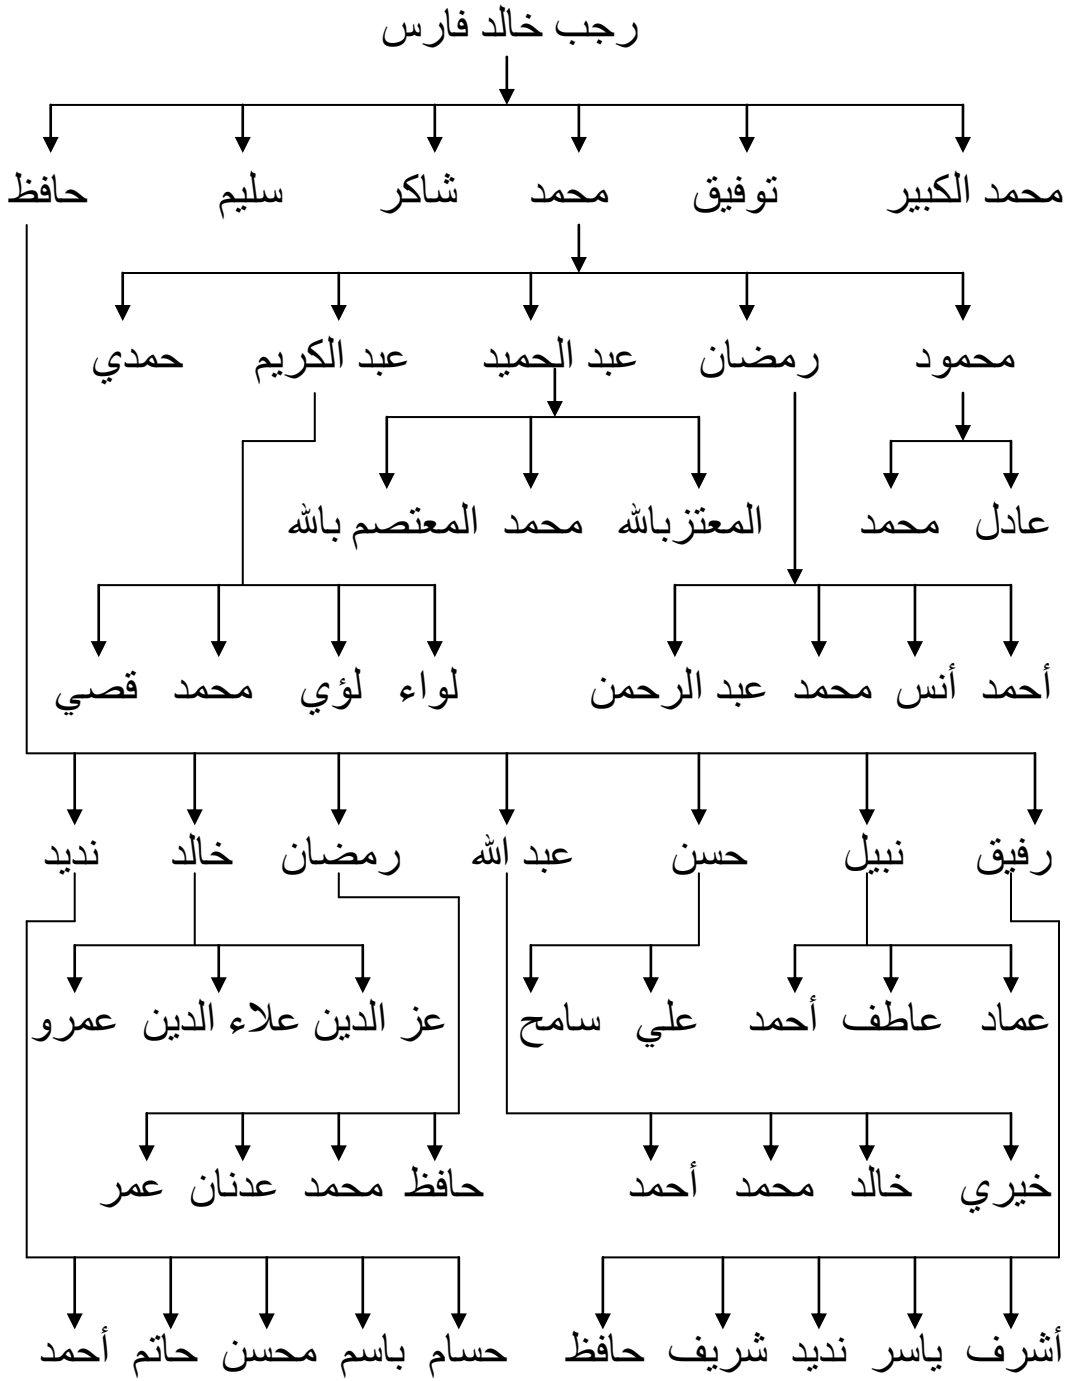 رجب خالد فارس
محمد الكبير توفيق محمد شاكر سليم حافظ
محمود رمضان عبد الحميد عبد الكريم حمدي
عادل محمد المعتز بالله محمد المعتصم بالله
أحمد أنس محمد عبد الرحمن لواء لؤي محمد قصي
رفيق نبيل حسن عبد الله رمضان خالد نديد
عماد عاطف أحمد علي سامح عز الدين علاء الدين عمرو
خيري خالد محمد أحمد حافظ محمد عدنان عمر
أشرف ياسر نديد شريف حافظ حسام باسم محسن حاتم أحمد